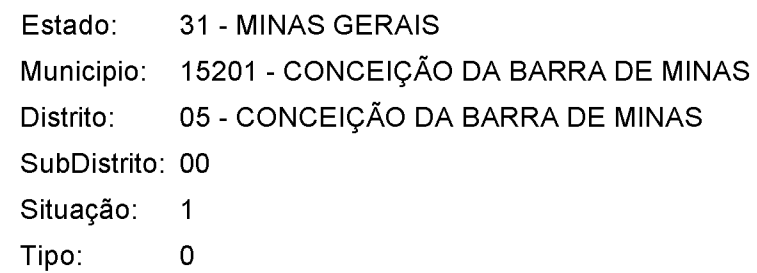 Estado: 31 - MINAS GERAIS
Municipio: 15201 - CONCEIÇÃO DA BARRA DE MINAS
Distrito: 05 - CONCEIÇÃO DA BARRA DE MINAS
SubDistrito: 00
Situação: 1
Tipo: 0